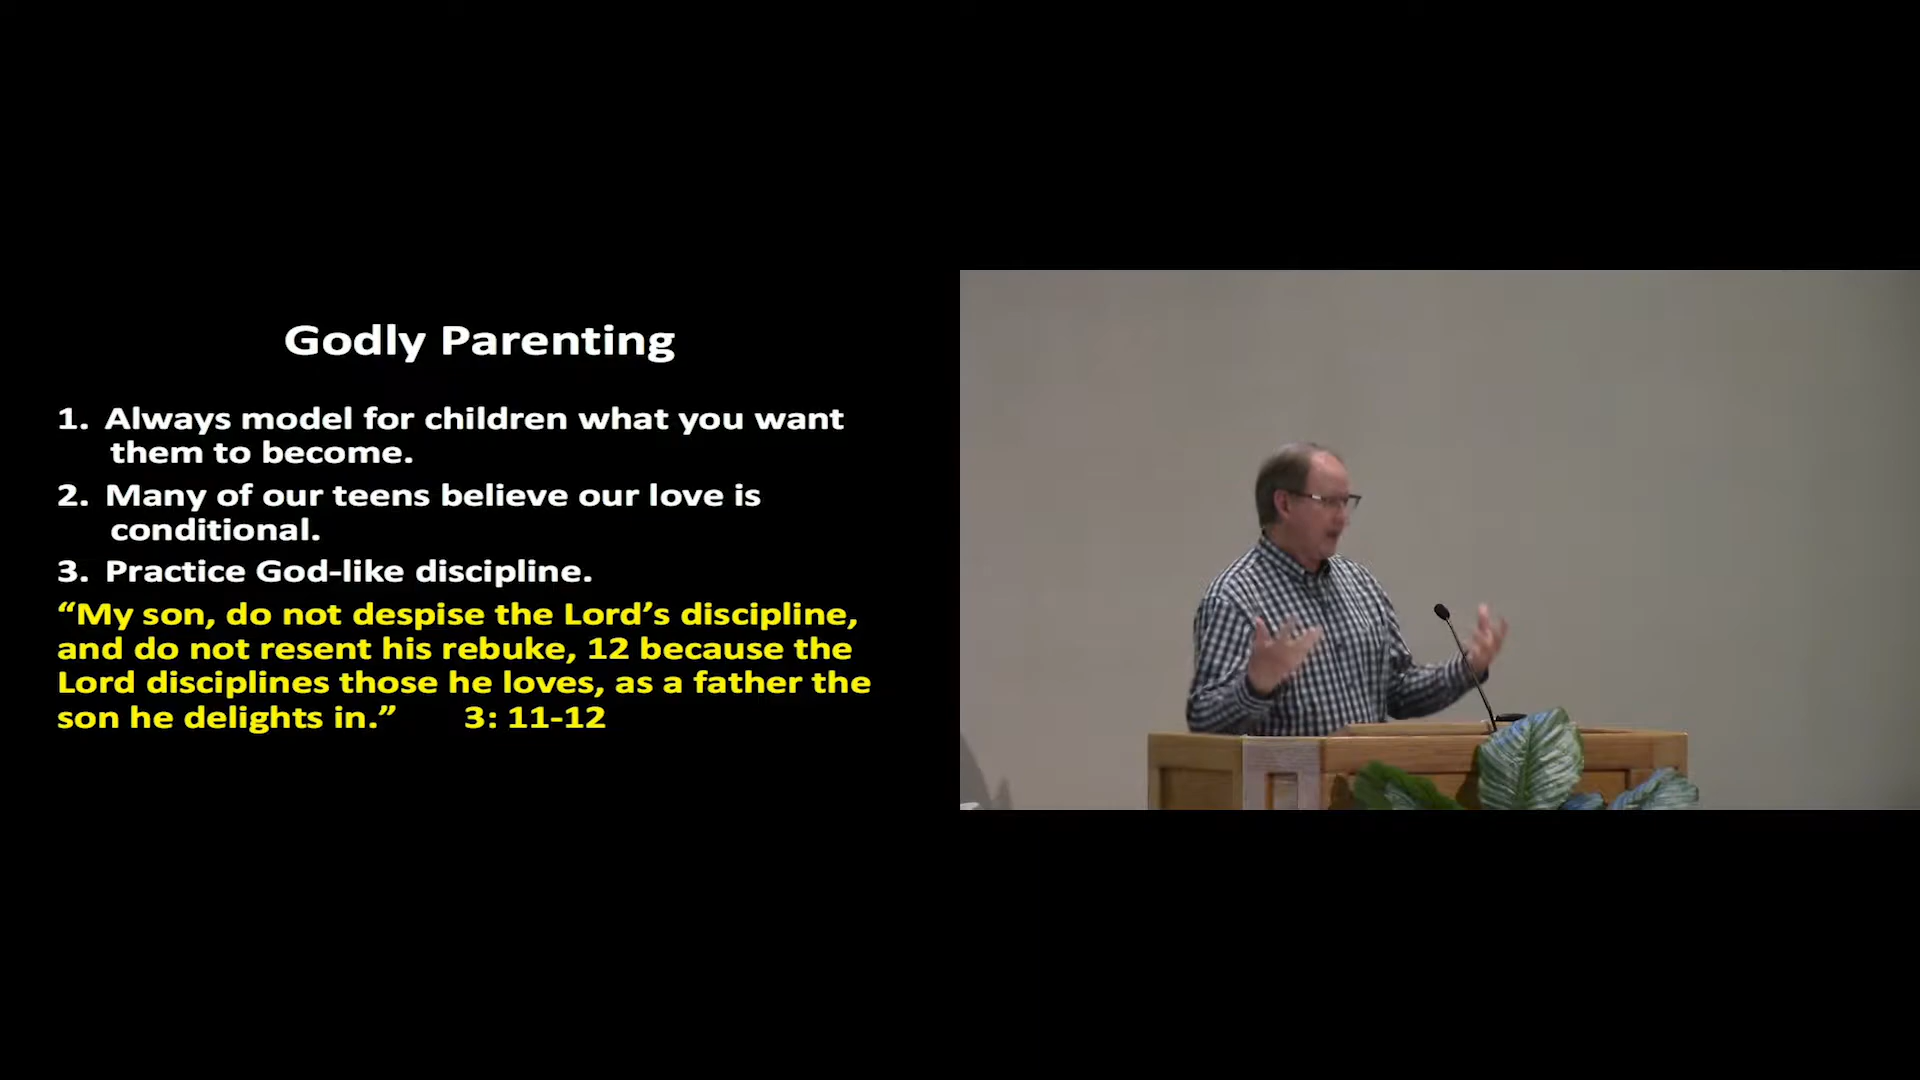 Godly Parenting
1. Always model for children what you want
them to become.
2. Many of our teens believe our love is
conditional.
3. Practice God-like discipline.
“My son, do not despise the Lord’s discipline,
and do not resent his rebuke, 12 because the
Lord disciplines those he loves, as a father the
son he delights in.” 3: 11-12